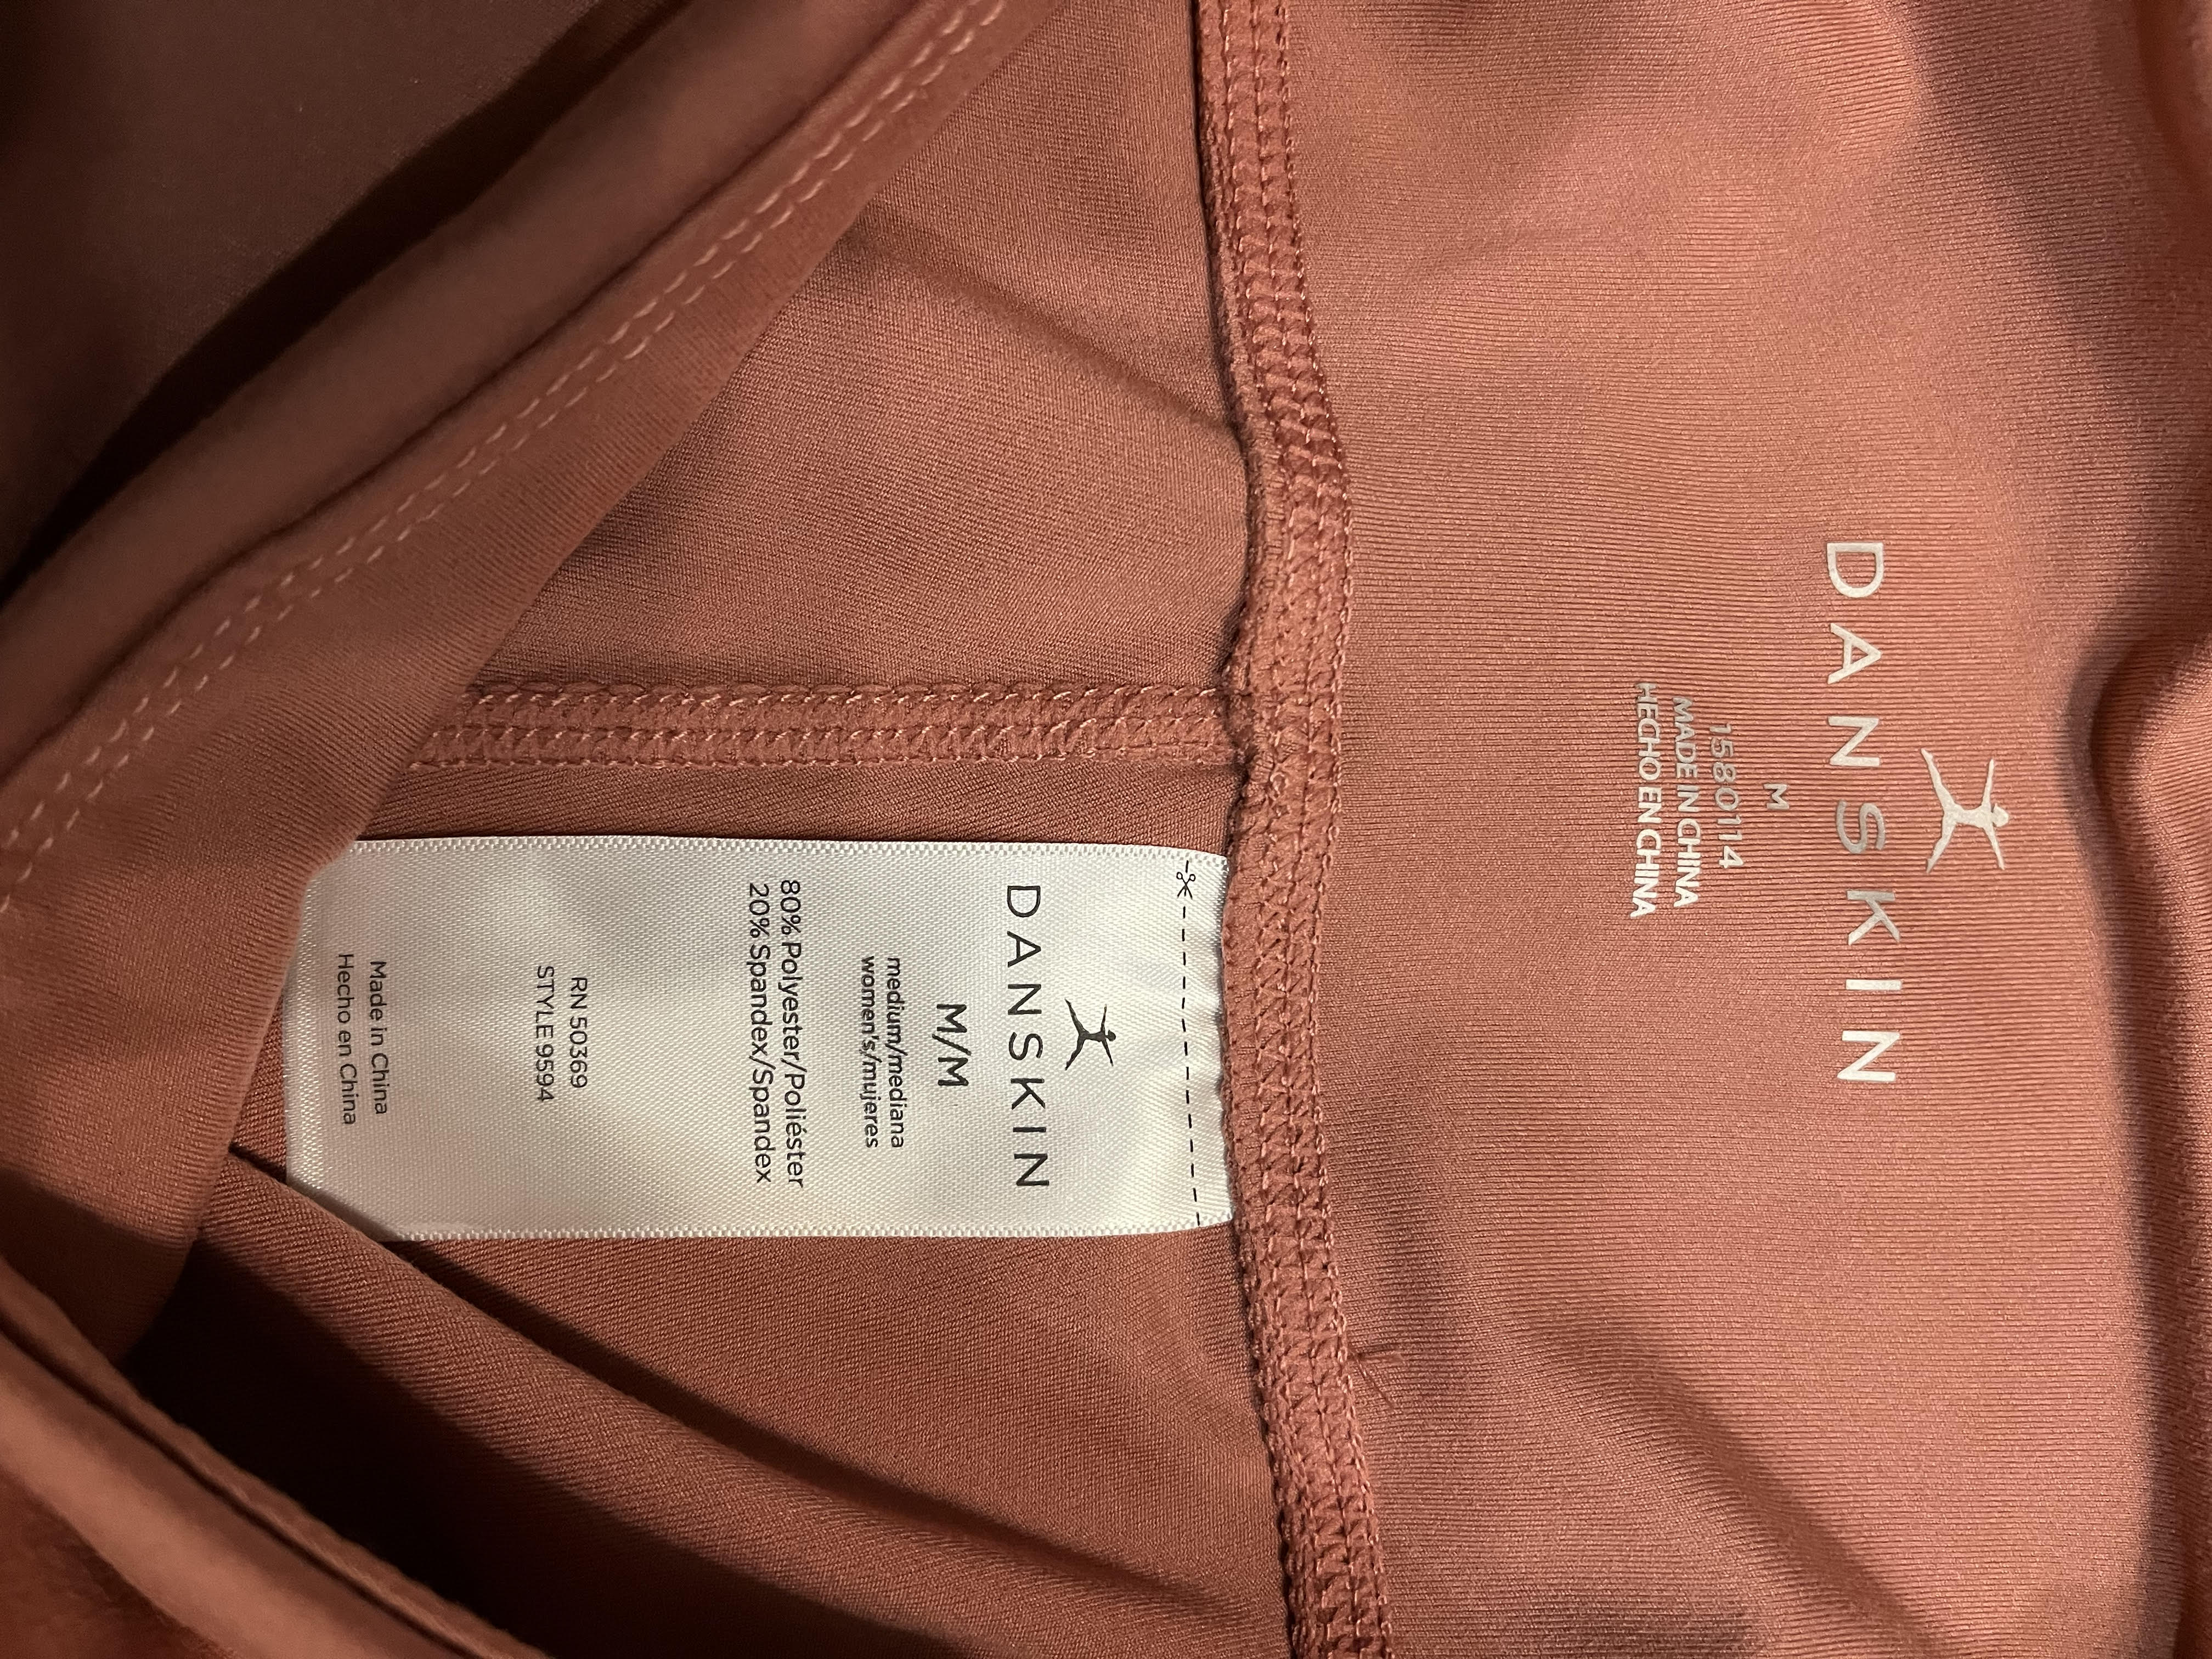 DANSKIN
M
1580114
MADE IN CHINA
HECHO EN CHINA
DANSKIN
M/M
medium/mediana
women's/mujeres
80%Polyester/Poliéster
20%Spandex/Spandex
RN 50369
STYLE 9594
Made in China
Hecho en China